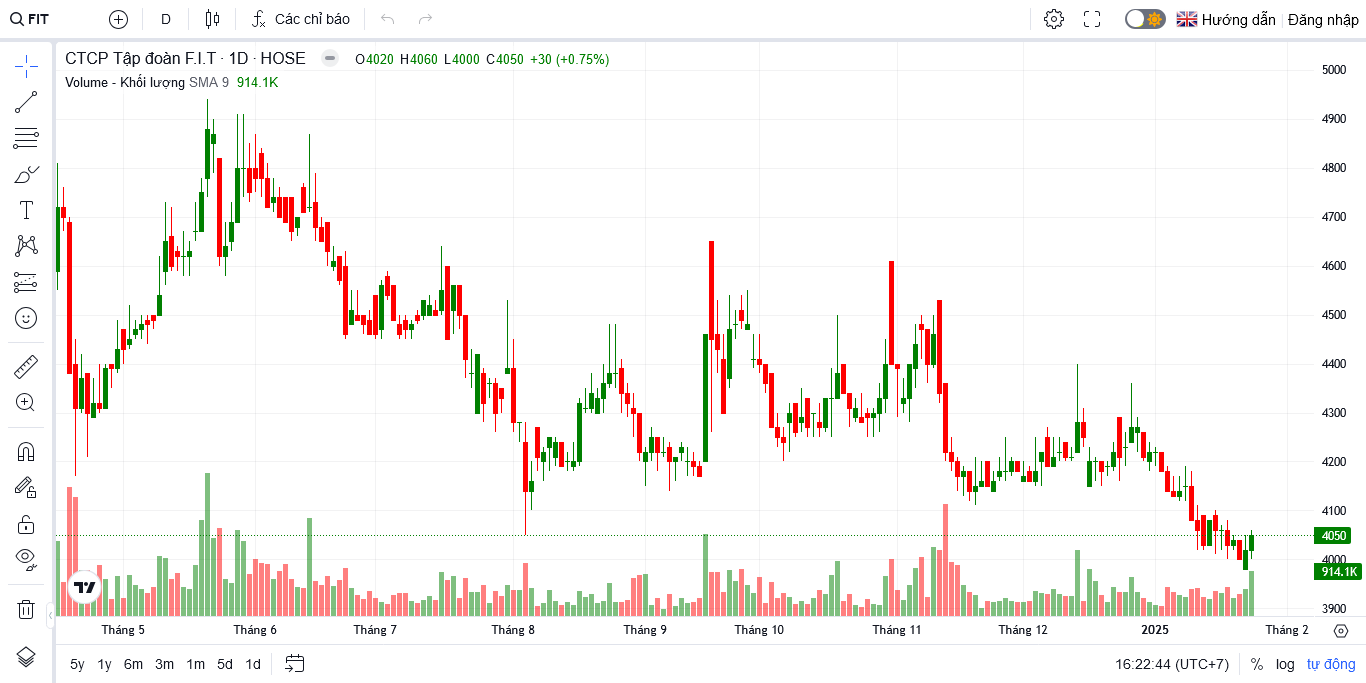 FIT D Các chỉ báo Hướng dẫn Đăng nhập
CTCP Tập đoàn F.I.T · 1D · HOSE O4020 H4060 L4000 C4050 +30 (+0.75%)
Volume - Khối lượng SMA 9 914.1K
5000
4900
4800
4700
4600
4500
4400
4300
4200
4100
4050
4000
914.1K
3900
Tháng 5 Tháng 6 Tháng 7 Tháng 8 Tháng 9 Tháng 10 Tháng 11 Tháng 12 2025 Tháng 2
5y 1y 6m 3m 1m 5d 1d 16:22:44 (UTC+7) % log tự động